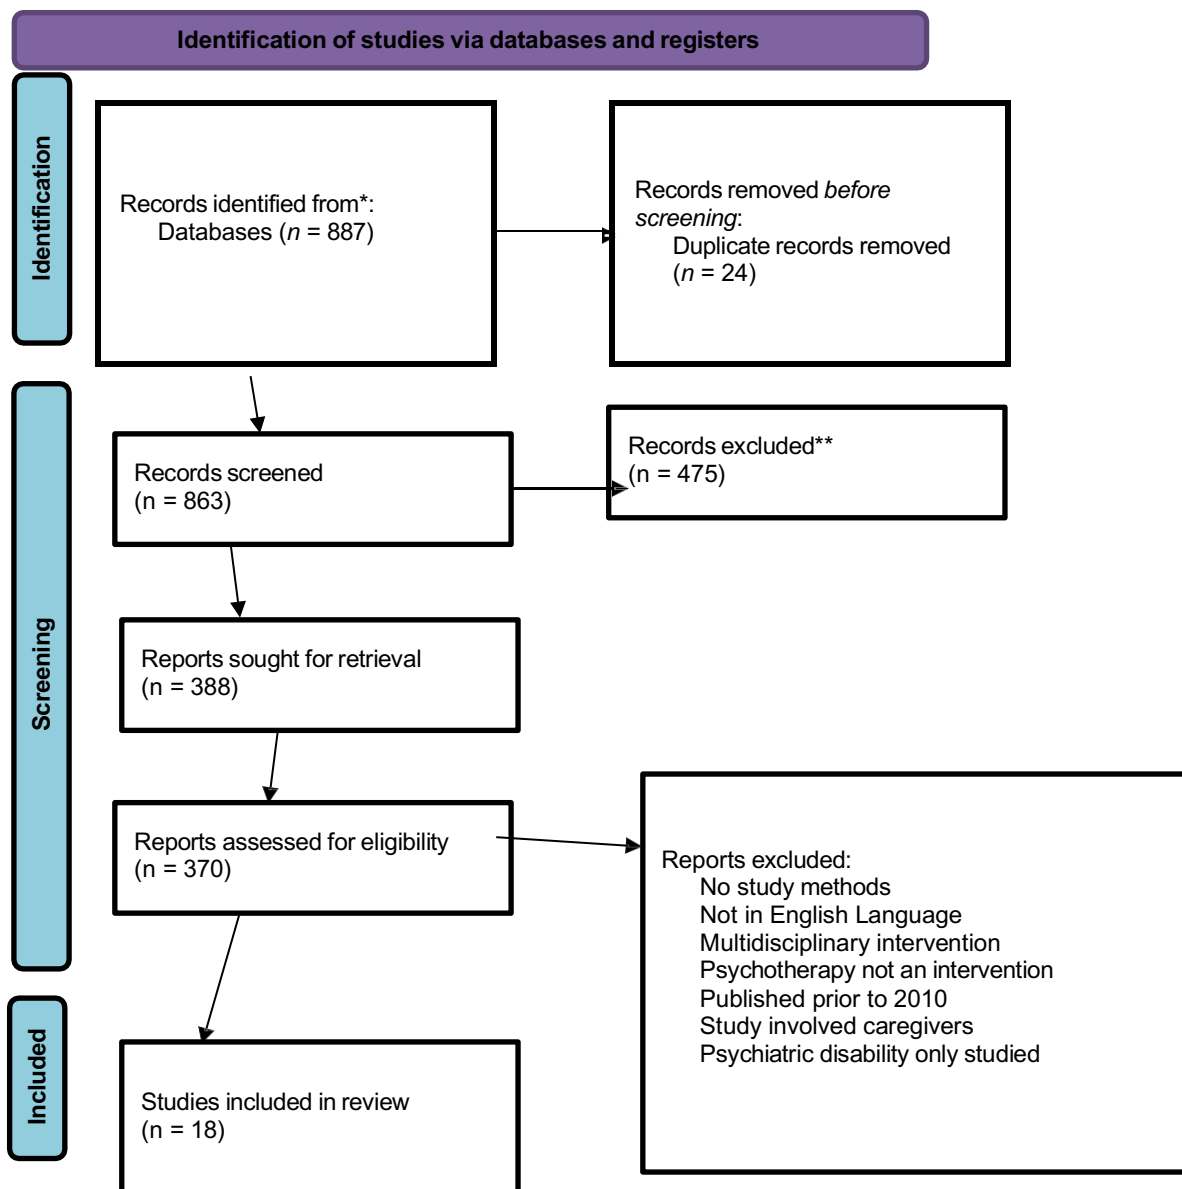 Identification of studies via databases and registers
Identification
Records identified from*:
Databases (n = 887)
Records removed before
screening:
Duplicate records removed
(n = 24)
Screening
Records screened
(n = 863)
Records excluded**
(n = 475)
Reports sought for retrieval
(n = 388)
Reports assessed for eligibility
(n = 370)
Reports excluded:
No study methods
Not in English Language
Multidisciplinary intervention
Psychotherapy not an intervention
Published prior to 2010
Study involved caregivers
Psychiatric disability only studied
Included
Studies included in review
(n = 18)